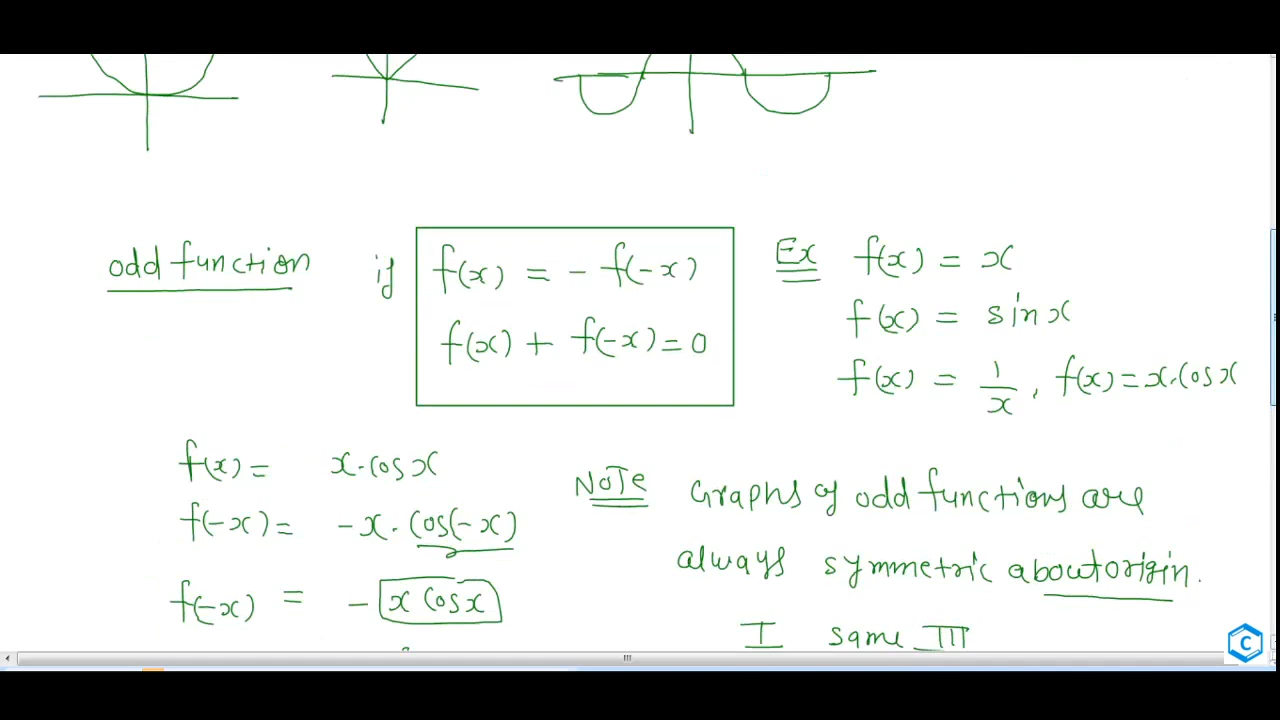 odd function if f(x) = - f(-x)
f(x) + f(-x) = 0
Ex f(x) = x
f(x) = sin x
f(x) = 1/x , f(x) = x.cos x
f(x) = x.cos x
f(-x) = -x.cos(-x)
f(-x) = - x cos x
NOTE Graphs of odd functions are
always symmetric about origin.
I same III
C